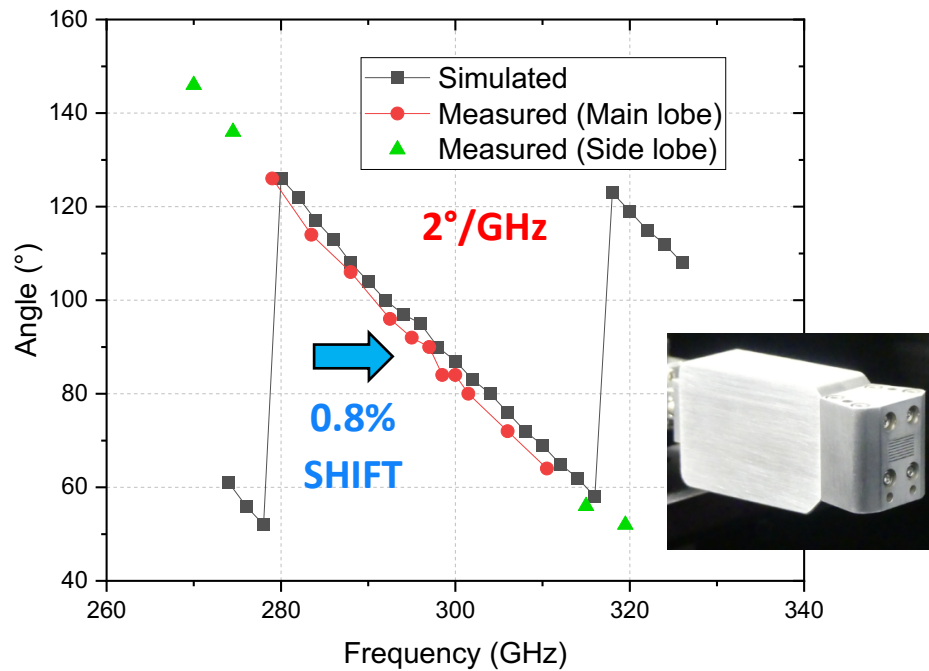 160
140
120
100
80
60
40
260
280
300
320
340
Angle (°)
Frequency (GHz)
Simulated
Measured (Main lobe)
Measured (Side lobe)
2°/GHz
0.8%
SHIFT